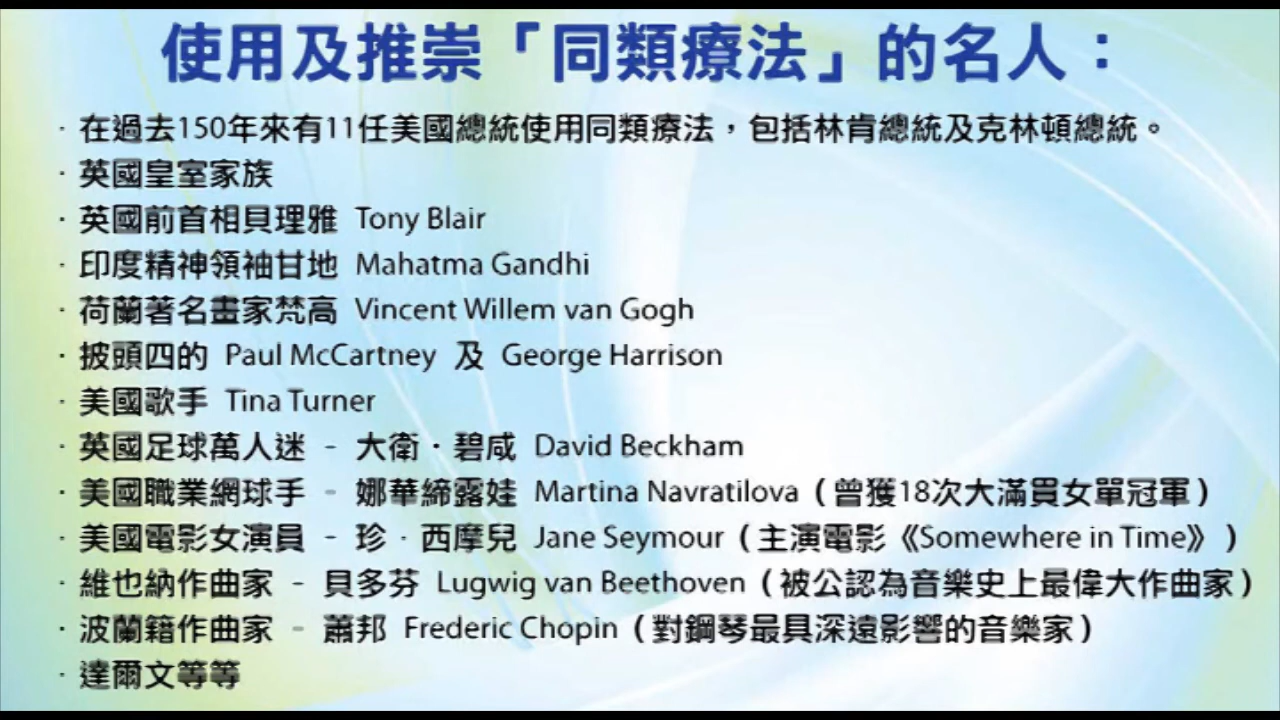 使用及推崇「同類療法」的名人：
· 在過去150年來有11任美國總統使用同類療法，包括林肯總統及克林頓總統。
· 英國皇室家族
· 英國前首相貝理雅 Tony Blair
· 印度精神領袖甘地 Mahatma Gandhi
· 荷蘭著名畫家梵高 Vincent Willem van Gogh
· 披頭四的 Paul McCartney 及 George Harrison
· 美國歌手 Tina Turner
· 英國足球萬人迷 - 大衛·碧咸 David Beckham
· 美國職業網球手 - 娜華締露娃 Martina Navratilova（曾獲18次大滿貫女單冠軍）
· 美國電影女演員 - 珍·西摩兒 Jane Seymour（主演電影《Somewhere in Time》）
· 維也納作曲家 - 貝多芬 Lugwig van Beethoven（被公認為音樂史上最偉大作曲家）
· 波蘭籍作曲家 - 蕭邦 Frederic Chopin（對鋼琴最具深遠影響的音樂家）
· 達爾文等等